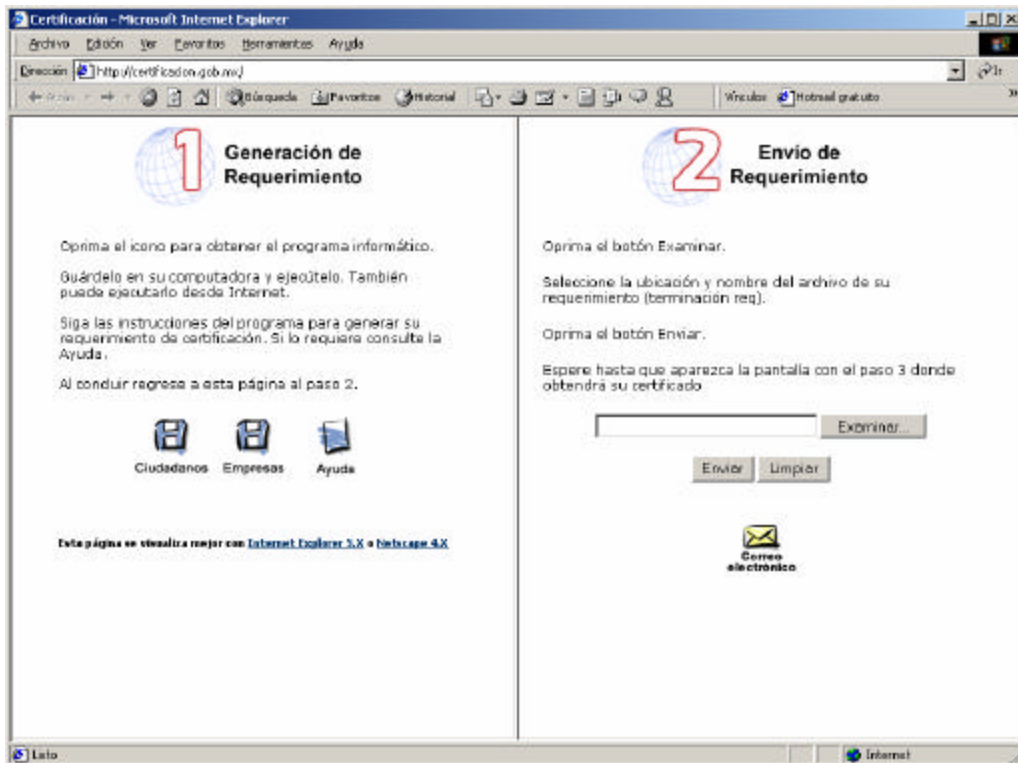 Certificación - Microsoft Internet Explorer
Archivo Edición Ver Favoritos Herramientas Ayuda
Dirección http://certificacion.gob.mx/
Búsqueda Favoritos Historial Vínculos Hotmail gratuito
1 Generación de
Requerimiento
Oprima el icono para obtener el programa informático.
Guárdelo en su computadora y ejecútelo. También
puede ejecutarlo desde Internet.
Siga las instrucciones del programa para generar su
requerimiento de certificación. Si lo requiere consulte la
Ayuda.
Al concluir regrese a esta página al paso 2.
Ciudadanos Empresas Ayuda
Esta página se visualiza mejor con Internet Explorer 5.X o Netscape 4.X
2 Envío de
Requerimiento
Oprima el botón Examinar.
Seleccione la ubicación y nombre del archivo de su
requerimiento (terminación req).
Oprima el botón Enviar.
Espere hasta que aparezca la pantalla con el paso 3 donde
obtendrá su certificado
Examinar...
Enviar Limpiar
Correo
electrónico
Listo
Internet